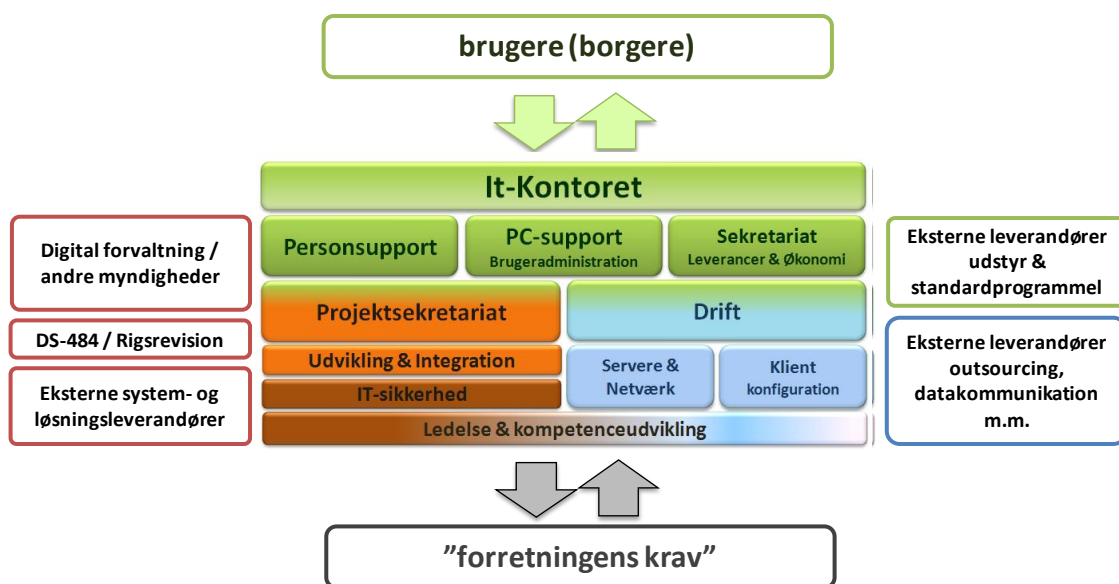 brugere (borgere)
It-Kontoret
Personsupport
PC-support
Brugeradministration
Sekretariat
Leverancer & Økonomi
Projektsekretariat
Drift
Udvikling & Integration
IT-sikkerhed
Servere &
Netværk
Klient
konfiguration
Ledelse & kompetenceudvikling
Digital forvaltning /
andre myndigheder
DS-484 / Rigsrevision
Eksterne system- og
løsningsleverandører
Eksterne leverandører
udstyr &
standardprogrammel
Eksterne leverandører
outsourcing,
datakommunikation
m.m.
”forretningens krav”